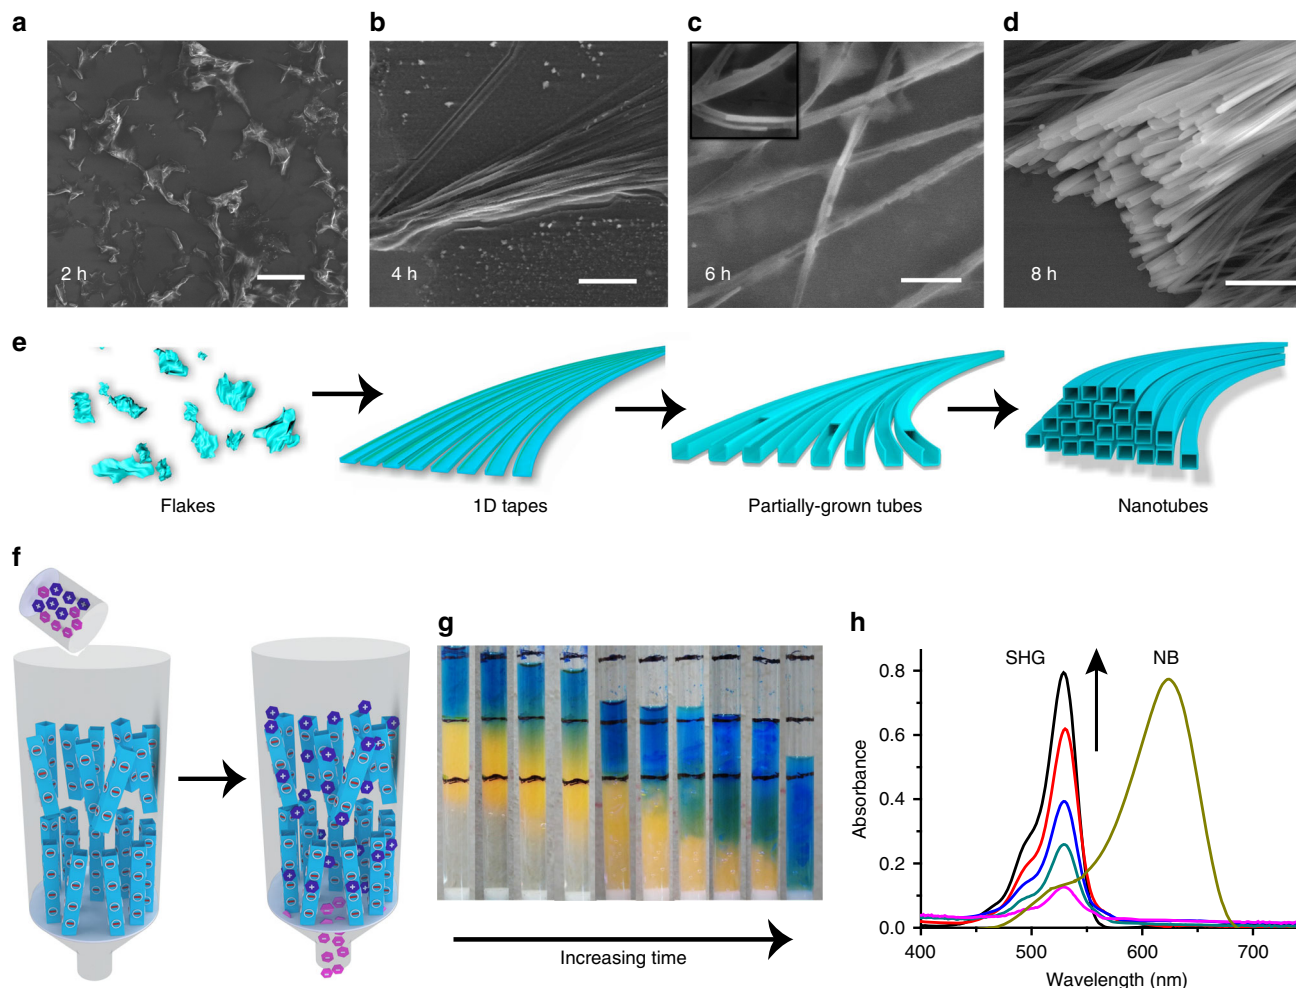 a
b
c
d
2 h
4 h
6 h
8 h
e
Flakes
1D tapes
Partially-grown tubes
Nanotubes
f
g
Increasing time
h
SHG
NB
0.8
0.6
0.4
0.2
0.0
Absorbance
400
500
600
700
Wavelength (nm)